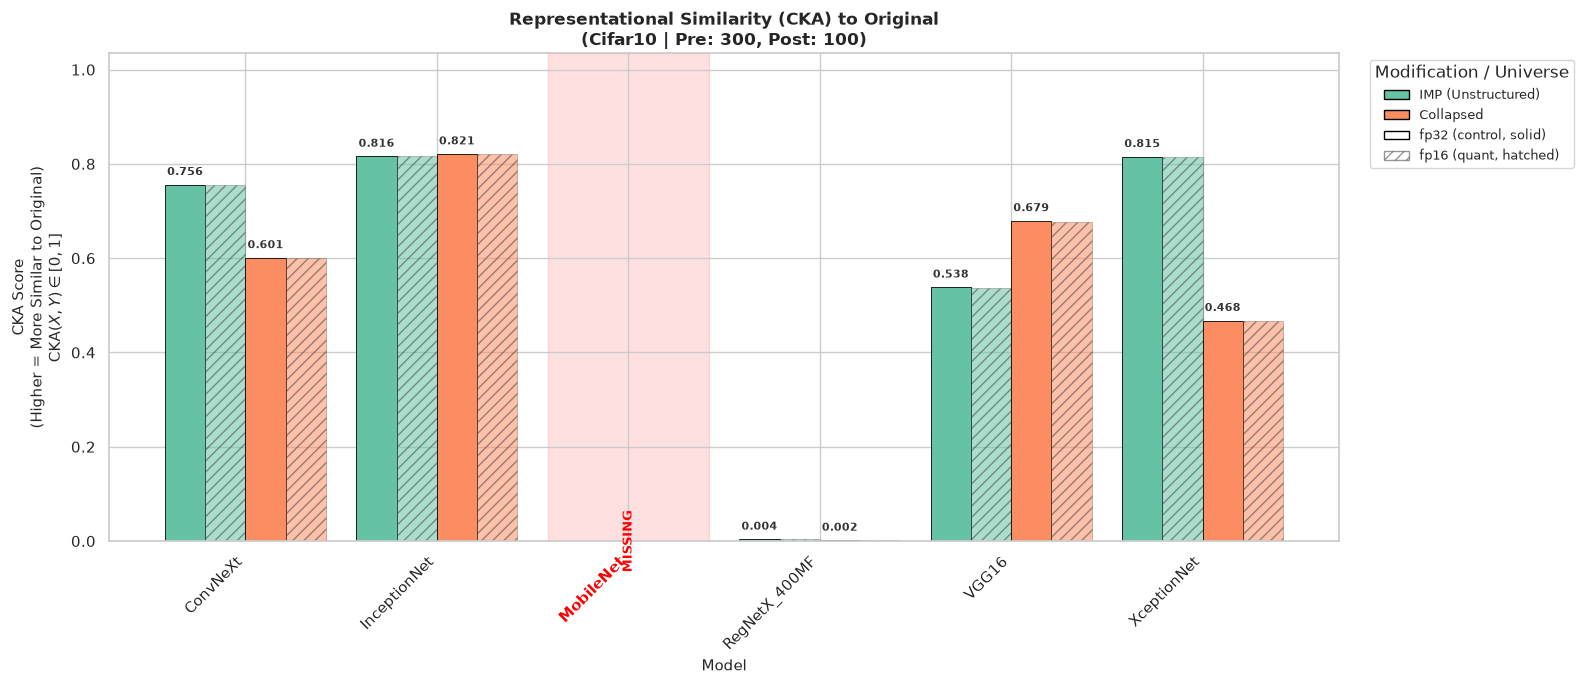 Representational Similarity (CKA) to Original
(Cifar10 | Pre: 300, Post: 100)
CKA Score
(Higher = More Similar to Original)
CKA(X, Y) ∈ [0, 1]
1.0
0.8
0.6
0.4
0.2
0.0
0.756
0.601
0.816
0.821
MISSING
0.004
0.002
0.538
0.679
0.815
0.468
ConvNeXt
InceptionNet
MobileNet
RegNetX_400MF
VGG16
XceptionNet
Model
Modification / Universe
IMP (Unstructured)
Collapsed
fp32 (control, solid)
fp16 (quant, hatched)